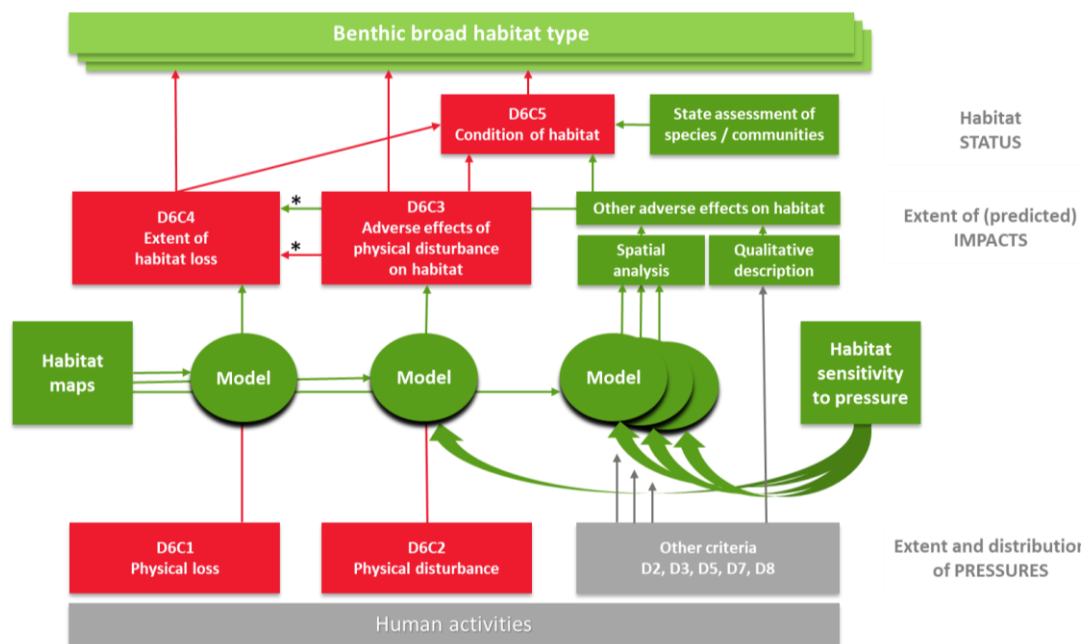 Benthic broad habitat type
D6C5
Condition of habitat
State assessment of
species / communities
Habitat
STATUS
D6C4
Extent of
habitat loss
*
*
D6C3
Adverse effects of
physical disturbance
on habitat
Other adverse effects on habitat
Spatial
analysis
Qualitative
description
Extent of (predicted)
IMPACTS
Habitat
maps
Model
Model
Model
Habitat
sensitivity
to pressure
D6C1
Physical loss
D6C2
Physical disturbance
Other criteria
D2, D3, D5, D7, D8
Extent and distribution
of PRESSURES
Human activities